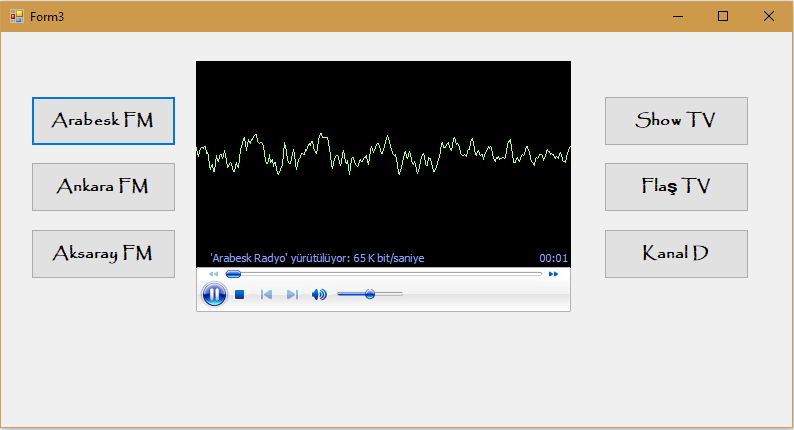 Form3
Arabesk FM
Ankara FM
Aksaray FM
'Arabesk Radyo' yürütülüyor: 65 K bit/saniye
00:01
Show TV
Flaş TV
Kanal D